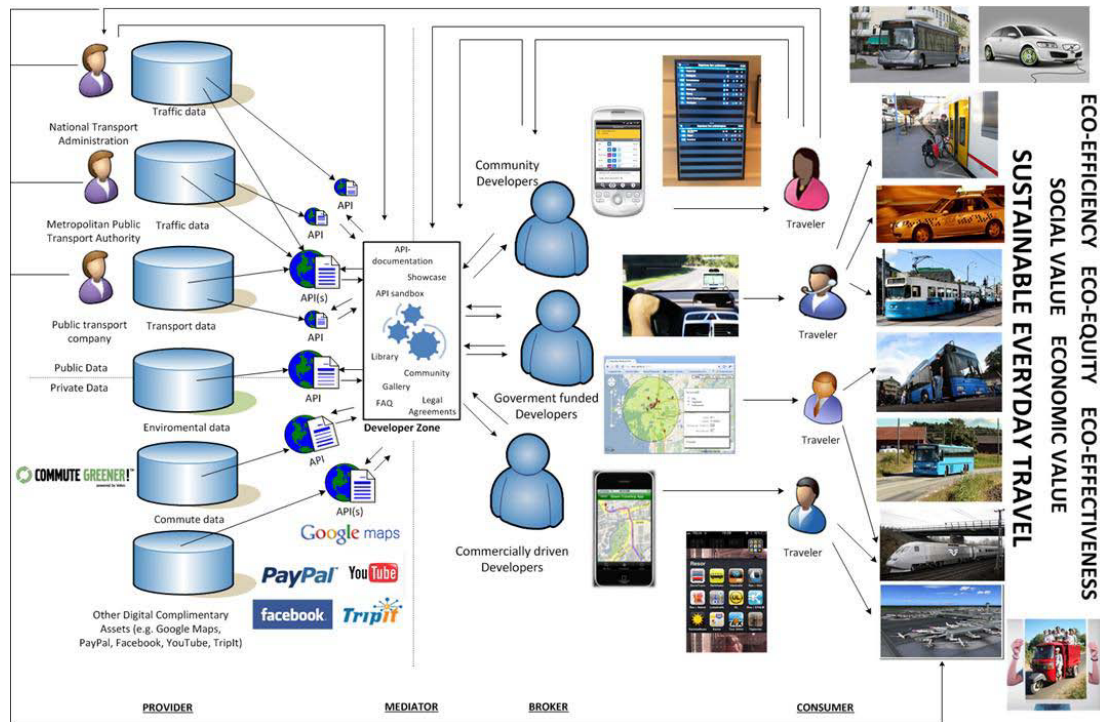 Traffic data
National Transport
Administration
Traffic data
Metropolitan Public
Transport Authority
Transport data
Public transport
company
Public Data
Private Data
Enviromental data
COMMUTE GREENER!
Commute data
Other Digital Complimentary
Assets (e.g. Google Maps,
PayPal, Facebook, YouTube, TripIt)
API
API
API(s)
API
API
API
API(s)
Google maps
PayPal
YouTube
facebook
TripIt
API-
documentation
Showcase
API sandbox
Library
Community
Gallery
FAQ
Legal
Agreements
Developer Zone
Community
Developers
Goverment funded
Developers
Commercially driven
Developers
Traveler
Traveler
Traveler
Traveler
SUSTAINABLE EVERYDAY TRAVEL
SOCIAL VALUE ECONOMIC VALUE
ECO-EFFICIENCY ECO-EQUITY ECO-EFFECTIVENESS
PROVIDER
MEDIATOR
BROKER
CONSUMER